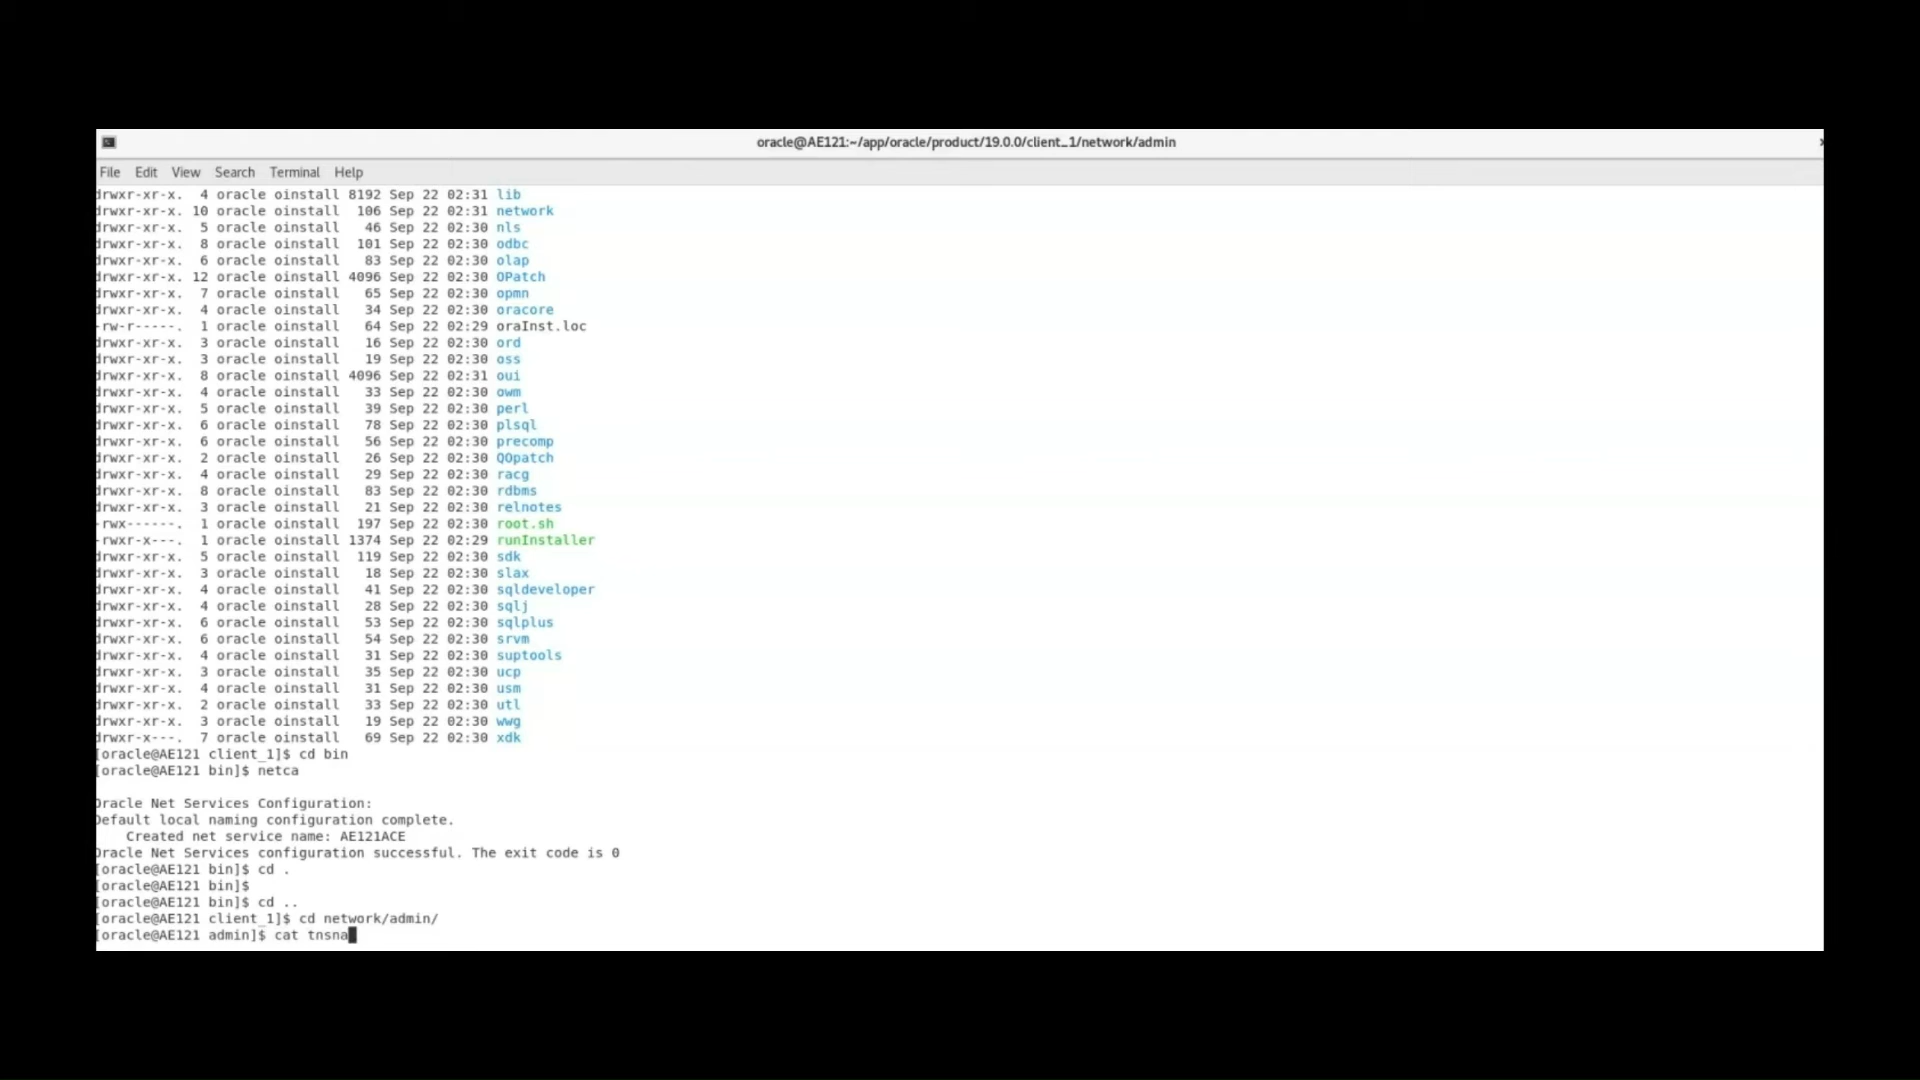 oracle@AE121:~/app/oracle/product/19.0.0/client_1/network/admin
File Edit View Search Terminal Help
drwxr-xr-x. 4 oracle oinstall 8192 Sep 22 02:31 lib
drwxr-xr-x. 10 oracle oinstall 106 Sep 22 02:31 network
drwxr-xr-x. 5 oracle oinstall 46 Sep 22 02:30 nls
drwxr-xr-x. 8 oracle oinstall 101 Sep 22 02:30 odbc
drwxr-xr-x. 6 oracle oinstall 83 Sep 22 02:30 olap
drwxr-xr-x. 12 oracle oinstall 4096 Sep 22 02:30 OPatch
drwxr-xr-x. 7 oracle oinstall 65 Sep 22 02:30 opmn
drwxr-xr-x. 4 oracle oinstall 34 Sep 22 02:30 oracore
-rw-r-----. 1 oracle oinstall 64 Sep 22 02:29 oraInst.loc
drwxr-xr-x. 3 oracle oinstall 16 Sep 22 02:30 ord
drwxr-xr-x. 3 oracle oinstall 19 Sep 22 02:30 oss
drwxr-xr-x. 8 oracle oinstall 4096 Sep 22 02:31 oui
drwxr-xr-x. 4 oracle oinstall 33 Sep 22 02:30 owm
drwxr-xr-x. 5 oracle oinstall 39 Sep 22 02:30 perl
drwxr-xr-x. 6 oracle oinstall 78 Sep 22 02:30 plsql
drwxr-xr-x. 6 oracle oinstall 56 Sep 22 02:30 precomp
drwxr-xr-x. 2 oracle oinstall 26 Sep 22 02:30 QOpatch
drwxr-xr-x. 4 oracle oinstall 29 Sep 22 02:30 racg
drwxr-xr-x. 8 oracle oinstall 83 Sep 22 02:30 rdbms
drwxr-xr-x. 3 oracle oinstall 21 Sep 22 02:30 relnotes
-rwx------. 1 oracle oinstall 197 Sep 22 02:30 root.sh
-rwxr-x---. 1 oracle oinstall 1374 Sep 22 02:29 runInstaller
drwxr-xr-x. 5 oracle oinstall 119 Sep 22 02:30 sdk
drwxr-xr-x. 3 oracle oinstall 18 Sep 22 02:30 slax
drwxr-xr-x. 4 oracle oinstall 41 Sep 22 02:30 sqldeveloper
drwxr-xr-x. 4 oracle oinstall 28 Sep 22 02:30 sqlj
drwxr-xr-x. 6 oracle oinstall 53 Sep 22 02:30 sqlplus
drwxr-xr-x. 6 oracle oinstall 54 Sep 22 02:30 srvm
drwxr-xr-x. 4 oracle oinstall 31 Sep 22 02:30 suptools
drwxr-xr-x. 3 oracle oinstall 35 Sep 22 02:30 ucp
drwxr-xr-x. 4 oracle oinstall 31 Sep 22 02:30 usm
drwxr-xr-x. 2 oracle oinstall 33 Sep 22 02:30 utl
drwxr-xr-x. 3 oracle oinstall 19 Sep 22 02:30 wwg
drwxr-x---. 7 oracle oinstall 69 Sep 22 02:30 xdk
[oracle@AE121 client_1]$ cd bin
[oracle@AE121 bin]$ netca
Oracle Net Services Configuration:
Default local naming configuration complete.
Created net service name: AE121ACE
Oracle Net Services configuration successful. The exit code is 0
[oracle@AE121 bin]$ cd .
[oracle@AE121 bin]$
[oracle@AE121 bin]$ cd ..
[oracle@AE121 client_1]$ cd network/admin/
[oracle@AE121 admin]$ cat tnsna